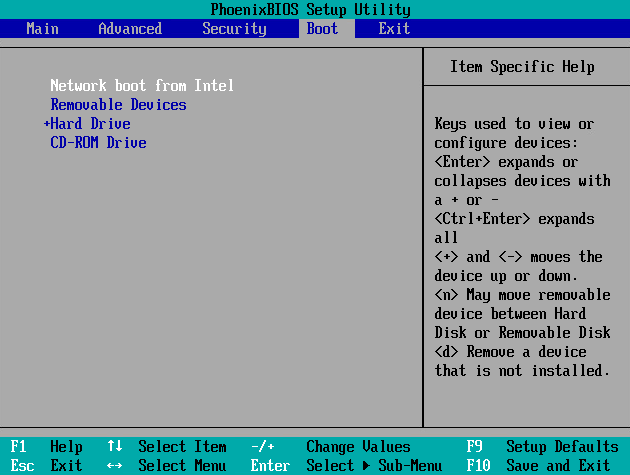 PhoenixBIOS Setup Utility
Main Advanced Security Boot Exit
Network boot from Intel
Removable Devices
+Hard Drive
CD-ROM Drive
Item Specific Help
Keys used to view or
configure devices:
<Enter> expands or
collapses devices with
a + or -
<Ctrl+Enter> expands
all
<+> and <-> moves the
device up or down.
<n> May move removable
device between Hard
Disk or Removable Disk
<d> Remove a device
that is not installed.
F1 Help ↑↓ Select Item -/+ Change Values F9 Setup Defaults
Esc Exit ↔ Select Menu Enter Select ▶ Sub-Menu F10 Save and Exit